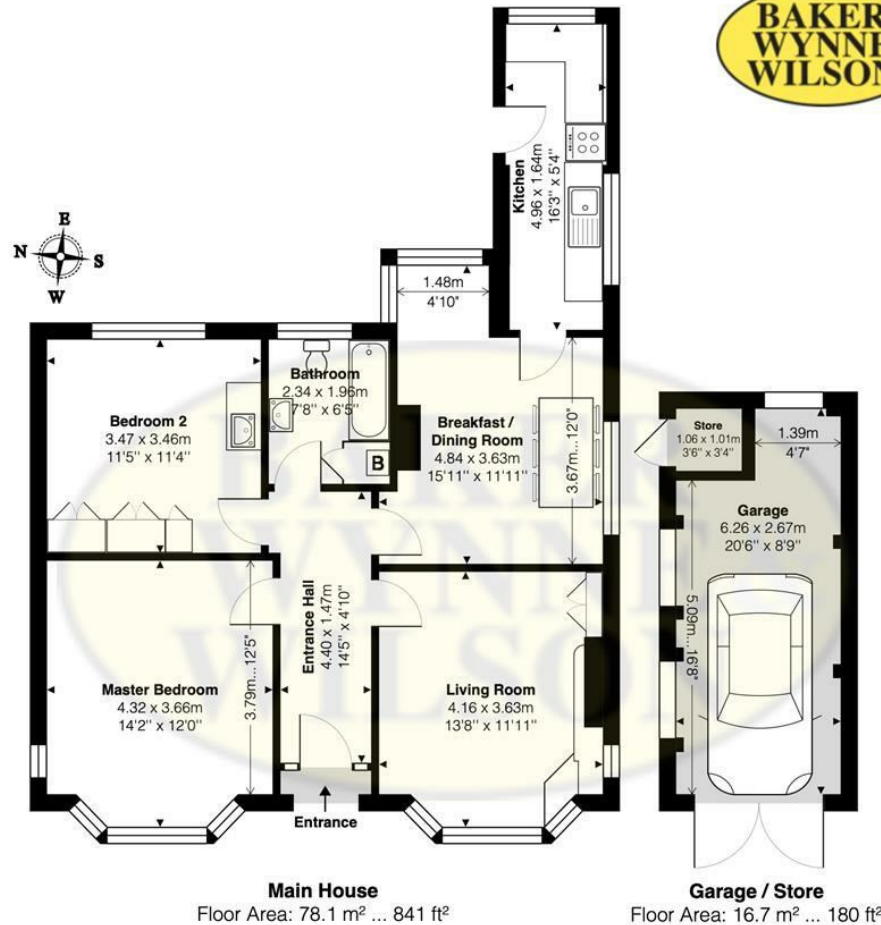 BAKER
WYNNE
WILSON
E
N
S
W
Kitchen
4.96 x 1.64m
16'3" x 5'4"
1.48m
4'10"
Bathroom
2.34 x 1.96m
7'8" x 6'5"
B
Bedroom 2
3.47 x 3.46m
11'5" x 11'4"
Breakfast /
Dining Room
4.84 x 3.63m
15'11" x 11'11"
3.67m...12'0"
Store
1.06 x 1.01m
3'6" x 3'4"
1.39m
4'7"
Garage
6.26 x 2.67m
20'6" x 8'9"
5.09m...16'8"
Entrance Hall
4.40 x 1.47m
14'5" x 4'10"
Master Bedroom
4.32 x 3.66m
14'2" x 12'0"
3.79m...12'5"
Living Room
4.16 x 3.63m
13'8" x 11'11"
Entrance
BAKER
WYNNE
WILSON
Main House
Floor Area: 78.1 m² ... 841 ft²
Garage / Store
Floor Area: 16.7 m² ... 180 ft²